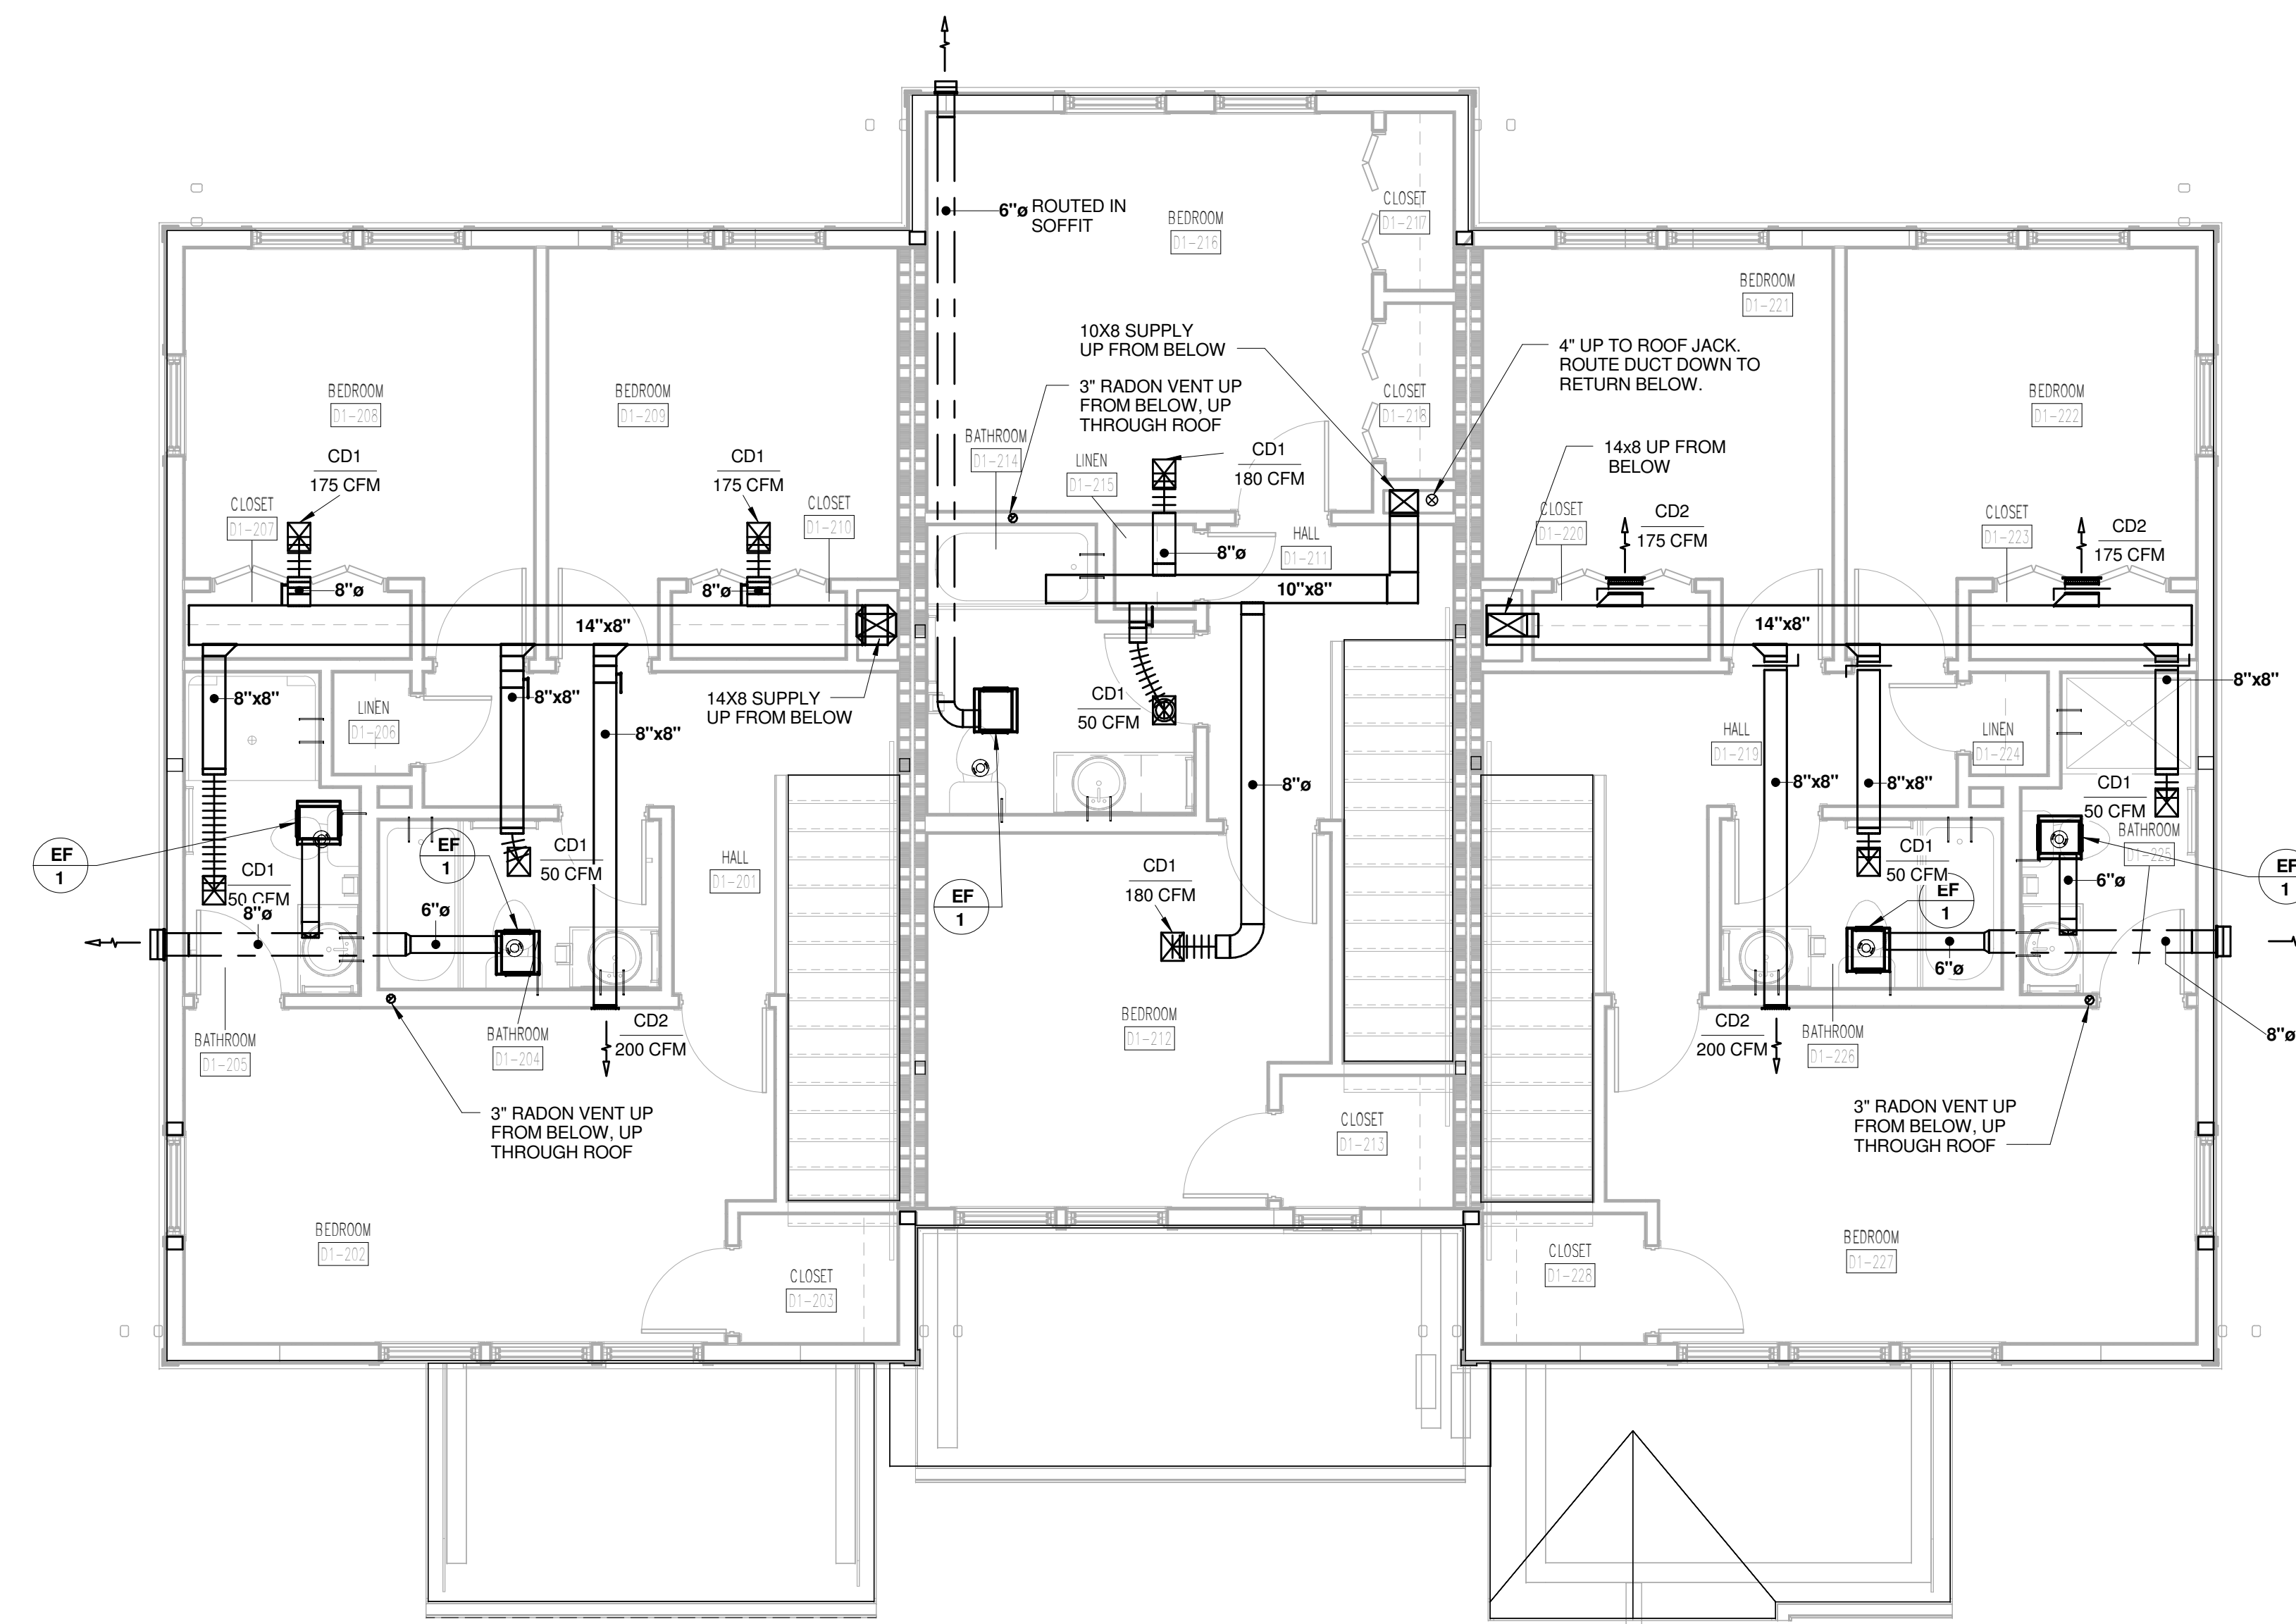 6"ø ROUTED IN
SOFFIT
BEDROOM
D1-216
CLOSET
D1-217
BEDROOM
D1-221
10X8 SUPPLY
UP FROM BELOW
4" UP TO ROOF JACK.
ROUTE DUCT DOWN TO
RETURN BELOW.
3" RADON VENT UP
FROM BELOW, UP
THROUGH ROOF
BEDROOM
D1-208
BEDROOM
D1-209
CLOSET
D1-218
BEDROOM
D1-222
BATHROOM
D1-214
LINEN
D1-215
CD1
180 CFM
14x8 UP FROM
BELOW
CD1
175 CFM
CD1
175 CFM
CLOSET
D1-207
CLOSET
D1-210
CLOSET
D1-220
CD2
175 CFM
CLOSET
D1-223
CD2
175 CFM
HALL
D1-211
8"ø
8"ø
8"ø
10"x8"
14"x8"
14"x8"
8"x8"
8"x8"
8"x8"
14X8 SUPPLY
UP FROM BELOW
LINEN
D1-206
CD1
50 CFM
HALL
D1-219
LINEN
D1-224
8"x8"
8"x8"
8"x8"
8"ø
CD1
50 CFM
BATHROOM
D1-225
EF
1
EF
1
CD1
50 CFM
CD1
50 CFM
HALL
D1-201
CD1
180 CFM
EF
1
CD1
50 CFM
EF
1
6"ø
EF
1
8"ø
6"ø
6"ø
8"ø
BATHROOM
D1-205
BATHROOM
D1-204
CD2
200 CFM
BEDROOM
D1-212
CD2
200 CFM
BATHROOM
D1-226
3" RADON VENT UP
FROM BELOW, UP
THROUGH ROOF
CLOSET
D1-213
3" RADON VENT UP
FROM BELOW, UP
THROUGH ROOF
BEDROOM
D1-202
CLOSET
D1-203
CLOSET
D1-228
BEDROOM
D1-227